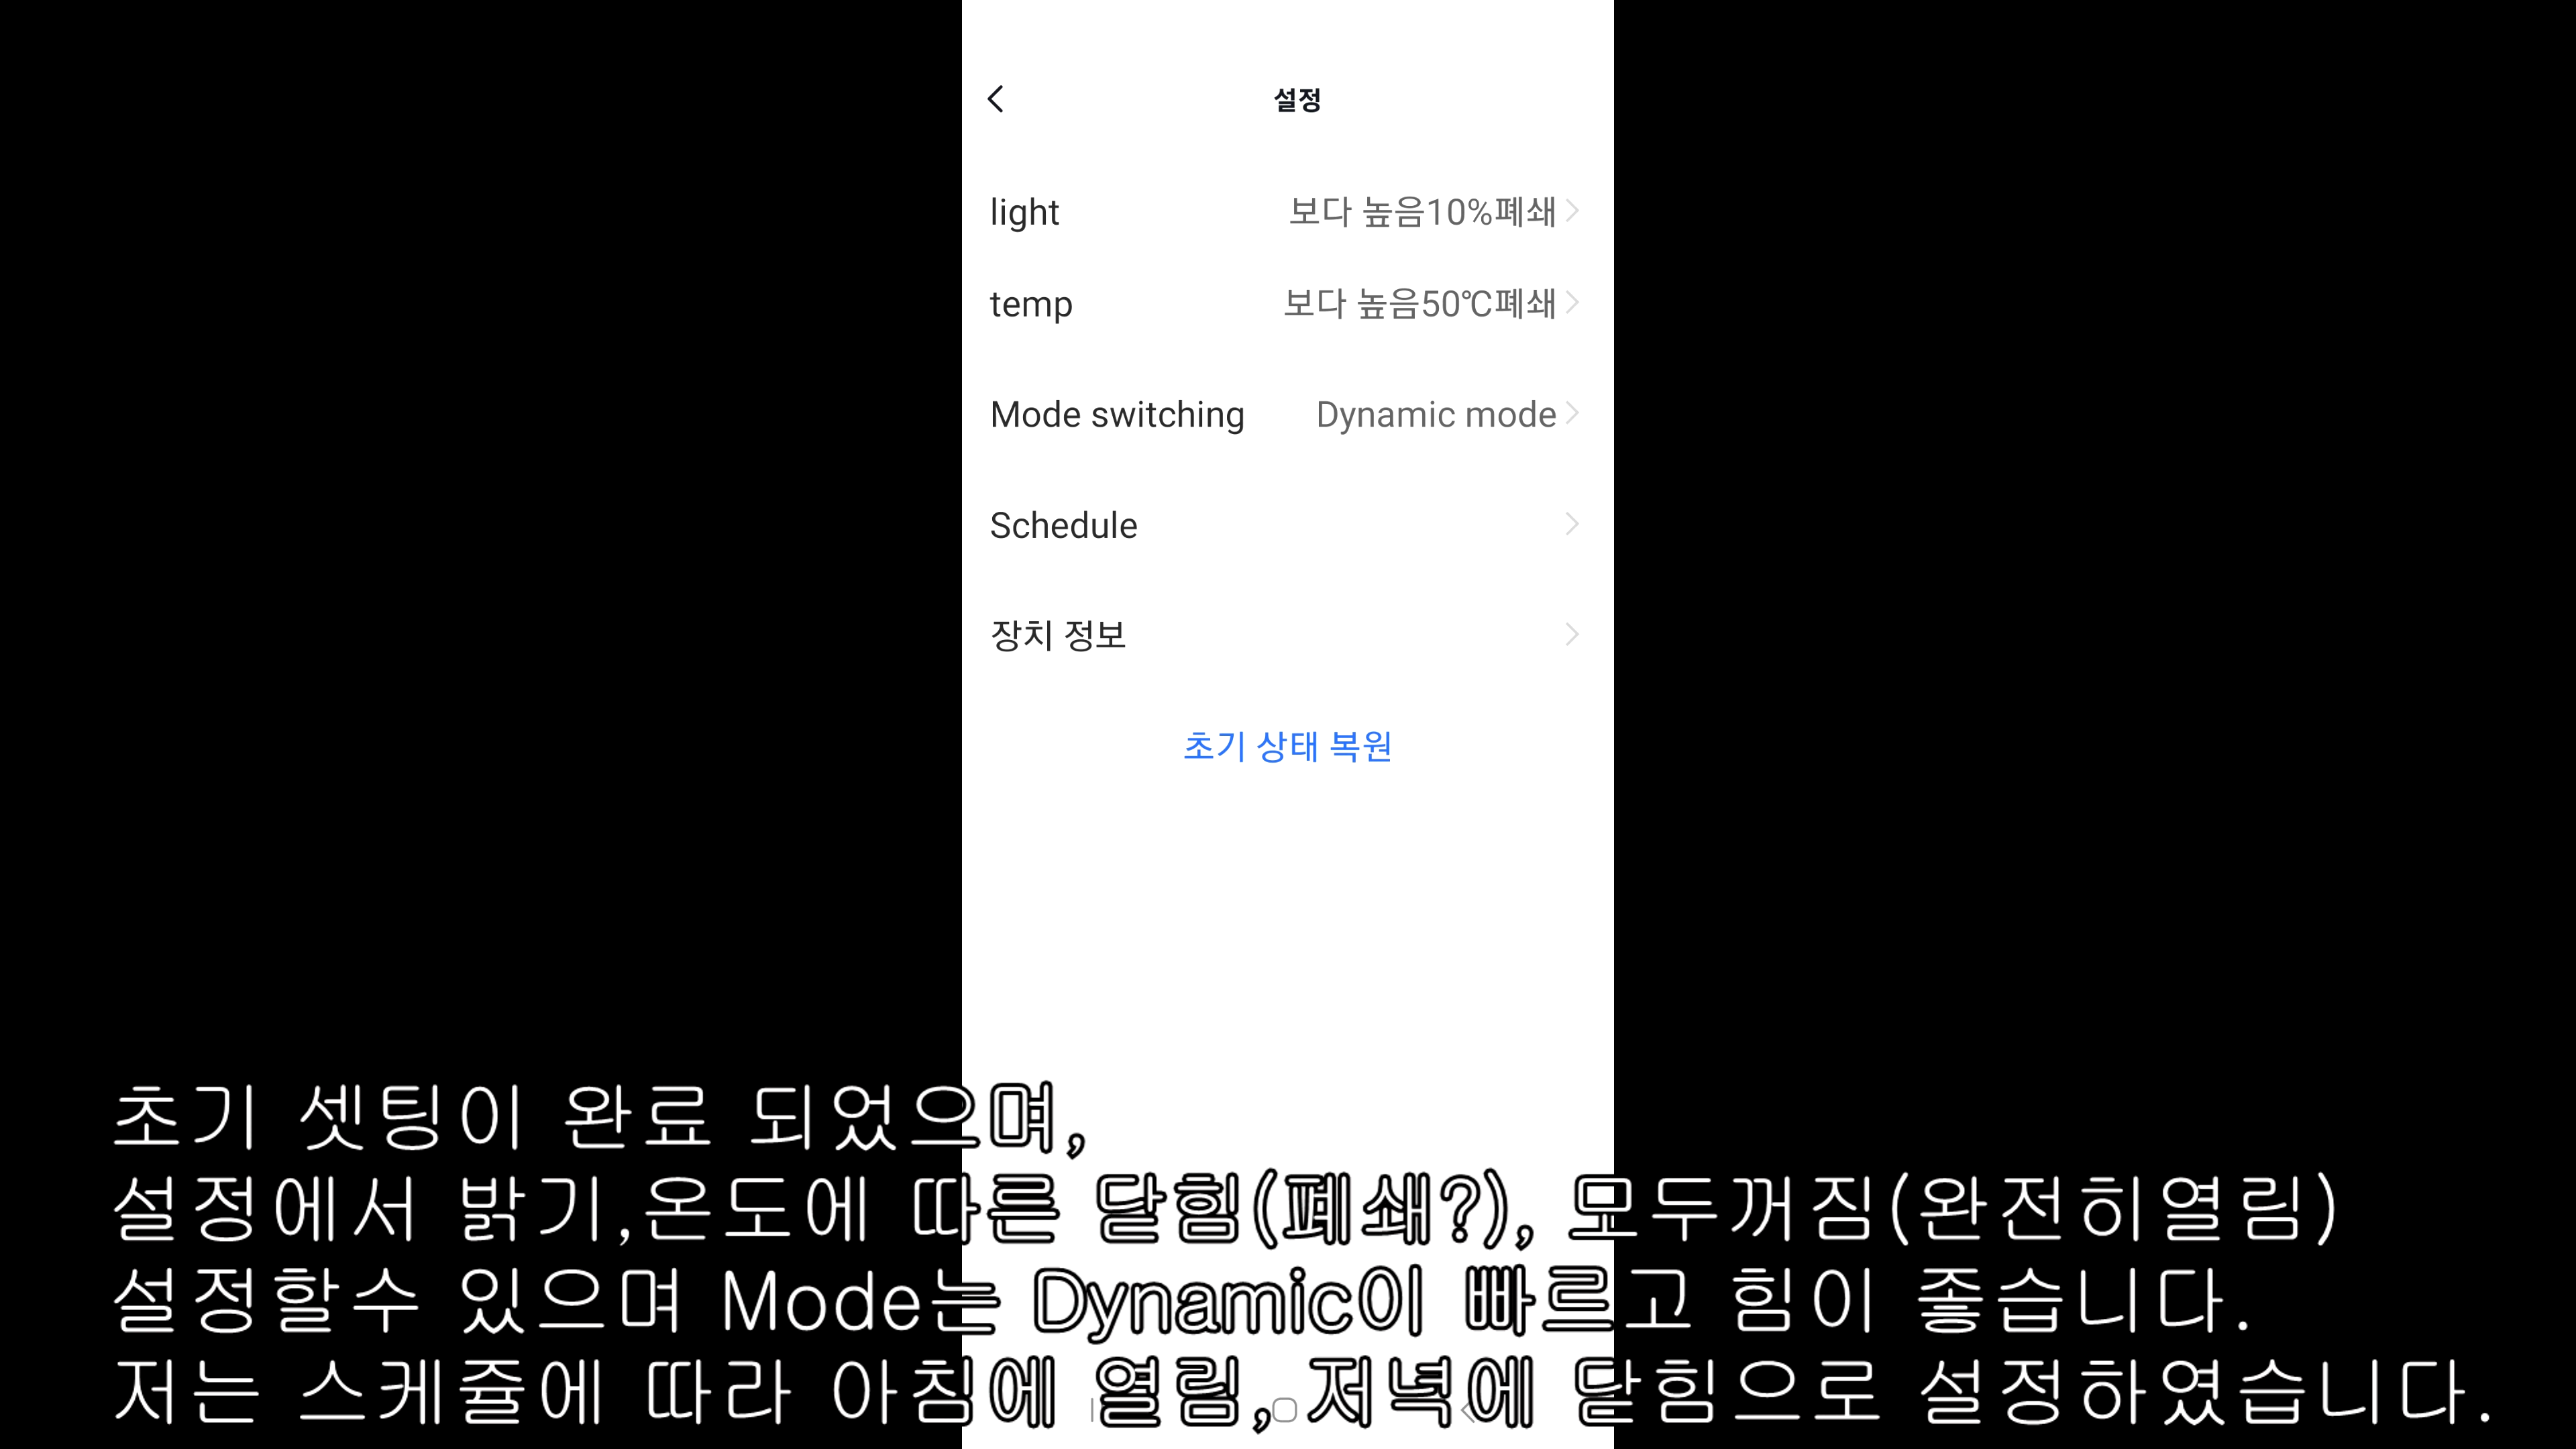 설정
light 보다 높음10%폐쇄
temp 보다 높음50℃폐쇄
Mode switching Dynamic mode
Schedule
장치 정보
초기 상태 복원
초기 셋팅이 완료 되었으며,
설정에서 밝기,온도에 따른 닫힘(폐쇄?), 모두꺼짐(완전히열림)
설정할수 있으며 Mode는 Dynamic이 빠르고 힘이 좋습니다.
저는 스케쥴에 따라 아침에 열림,저녁에 닫힘으로 설정하였습니다.